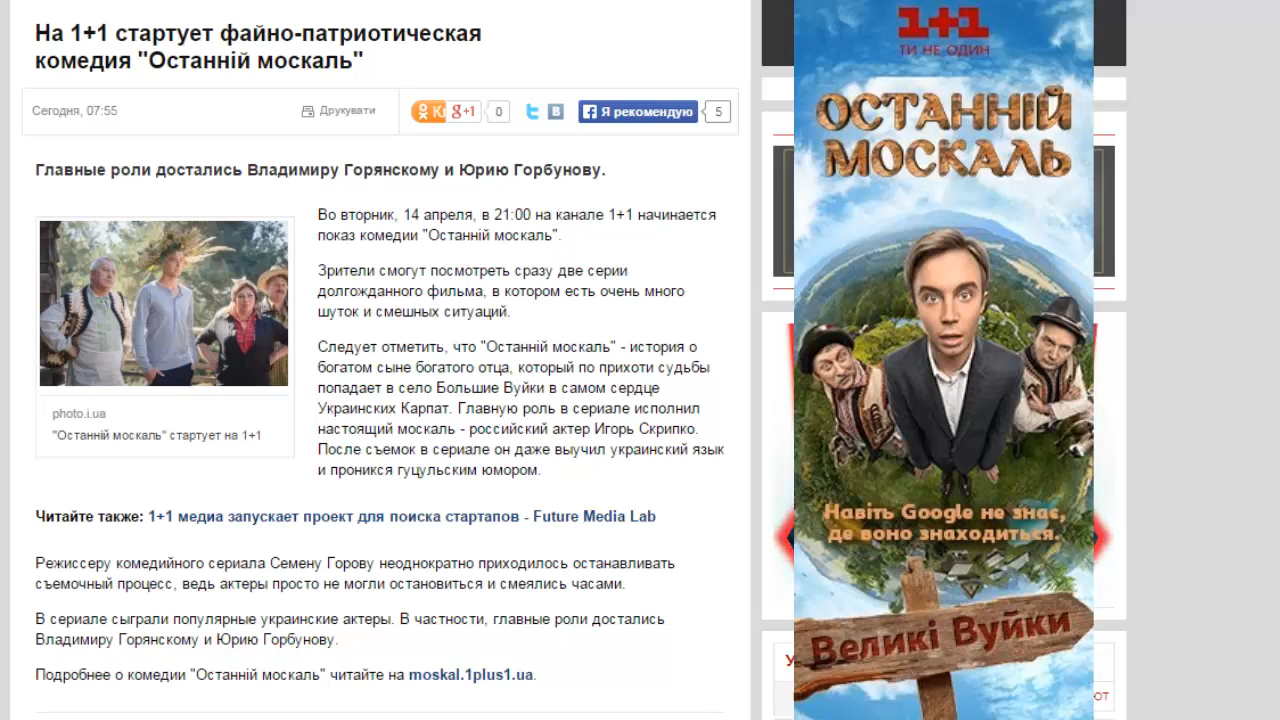 На 1+1 стартует файно-патриотическая
комедия "Останній москаль"
Сегодня, 07:55
Друкувати
g+1
0
Я рекомендую
5
Главные роли достались Владимиру Горянскому и Юрию Горбунову.
photo.i.ua
"Останній москаль" стартует на 1+1
Во вторник, 14 апреля, в 21:00 на канале 1+1 начинается
показ комедии "Останній москаль".
Зрители смогут посмотреть сразу две серии
долгожданного фильма, в котором есть очень много
шуток и смешных ситуаций.
Следует отметить, что "Останній москаль" - история о
богатом сыне богатого отца, который по прихоти судьбы
попадает в село Большие Вуйки в самом сердце
Украинских Карпат. Главную роль в сериале исполнил
настоящий москаль - российский актер Игорь Скрипко.
После съемок в сериале он даже выучил украинский язык
и проникся гуцульским юмором.
Читайте также: 1+1 медиа запускает проект для поиска стартапов - Future Media Lab
Режиссеру комедийного сериала Семену Горову неоднократно приходилось останавливать
съемочный процесс, ведь актеры просто не могли остановиться и смеялись часами.
В сериале сыграли популярные украинские актеры. В частности, главные роли достались
Владимиру Горянскому и Юрию Горбунову.
Подробнее о комедии "Останній москаль" читайте на moskal.1plus1.ua.
1+1
ТИ НЕ ОДИН
ОСТАННІЙ
МОСКАЛЬ
Навіть Google не знає,
де воно знаходиться.
Великі Вуйки